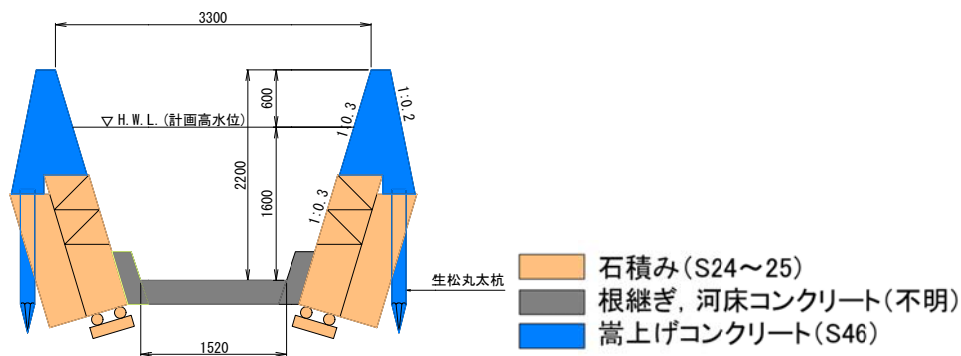 3300
600
1:0.3
1:0.2
▽ H.W.L.(計画高水位)
2200
1600
1:0.3
生松丸太杭
1520
石積み(S24～25)
根継ぎ, 河床コンクリート(不明)
嵩上げコンクリート(S46)